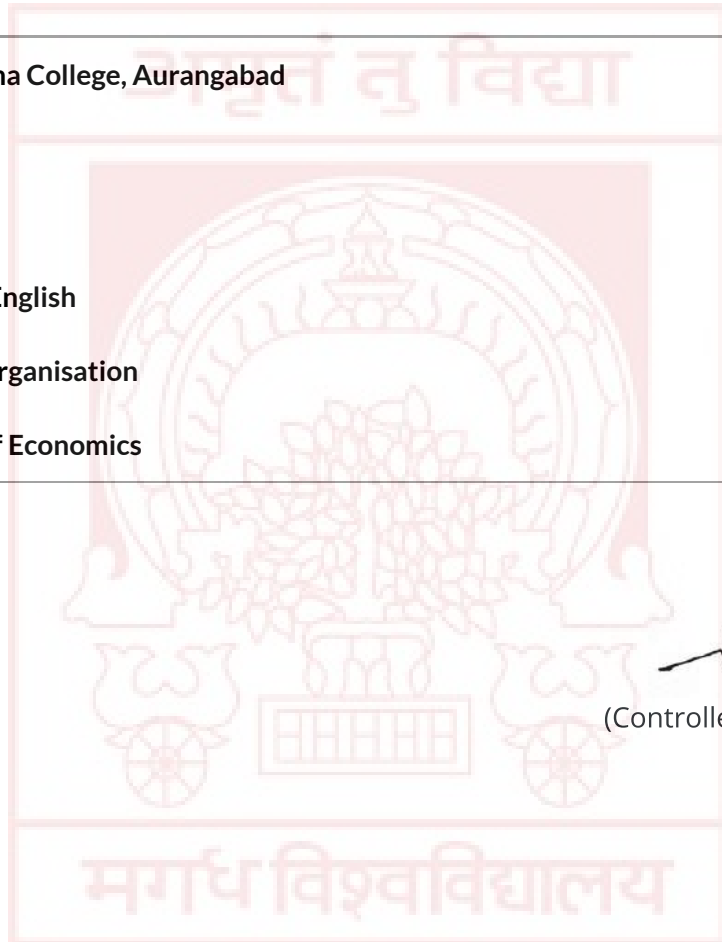 अमृतं तु विद्या
na College, Aurangabad
English
rganisation
f Economics
(Controlle
मगध विश्वविद्यालय